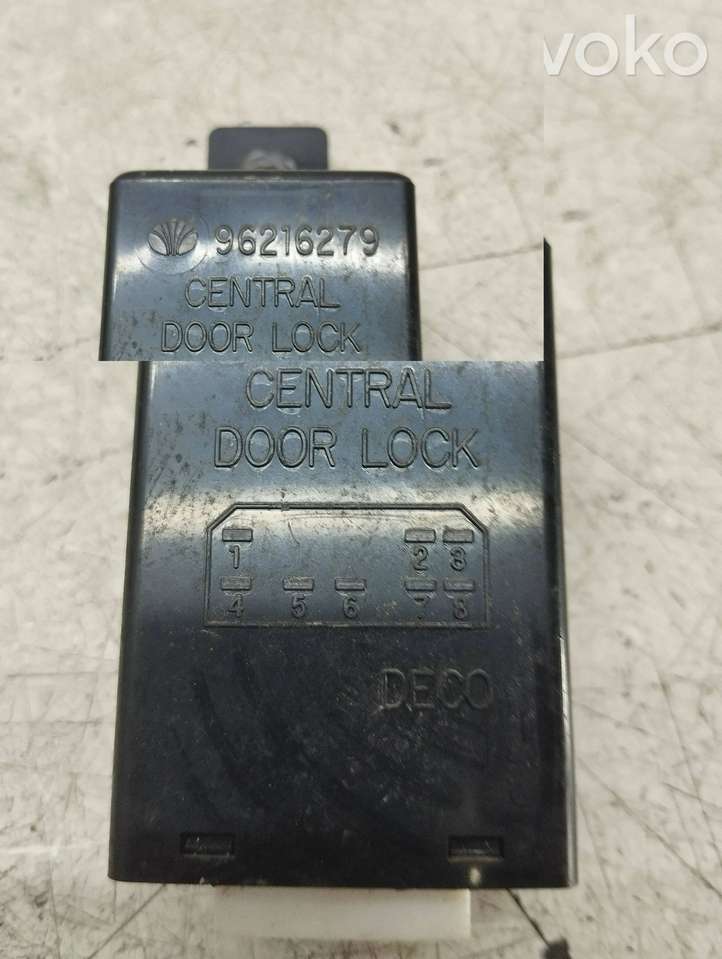 voko
96216279
CENTRAL
DOOR LOCK
CENTRAL
DOOR LOCK
1 2 3
4 5 6 7 8
DECO